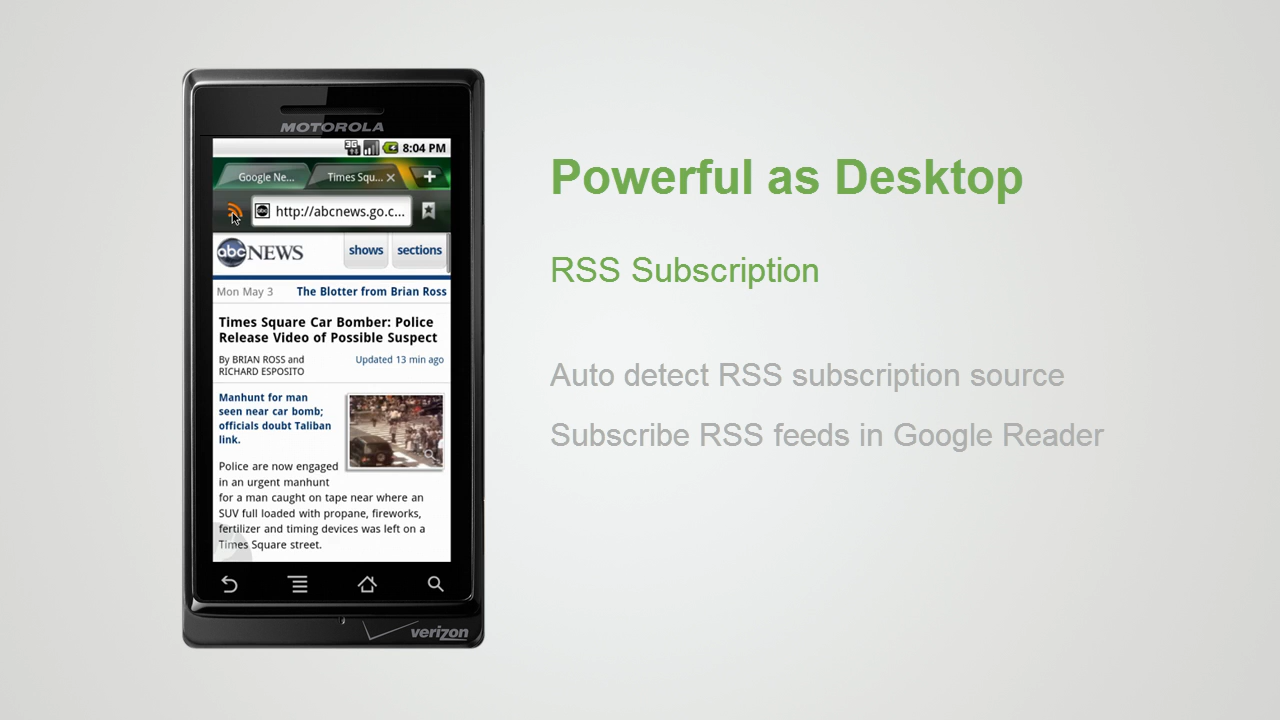 MOTOROLA
3G 8:04 PM
Google Ne...
Times Squ...
http://abcnews.go.c...
abc NEWS
shows
sections
Mon May 3
The Blotter from Brian Ross
Times Square Car Bomber: Police
Release Video of Possible Suspect
By BRIAN ROSS and
RICHARD ESPOSITO
Updated 13 min ago
Manhunt for man
seen near car bomb;
officials doubt Taliban
link.
Police are now engaged
in an urgent manhunt
for a man caught on tape near where an
SUV full loaded with propane, fireworks,
fertilizer and timing devices was left on a
Times Square street.
verizon
Powerful as Desktop
RSS Subscription
Auto detect RSS subscription source
Subscribe RSS feeds in Google Reader